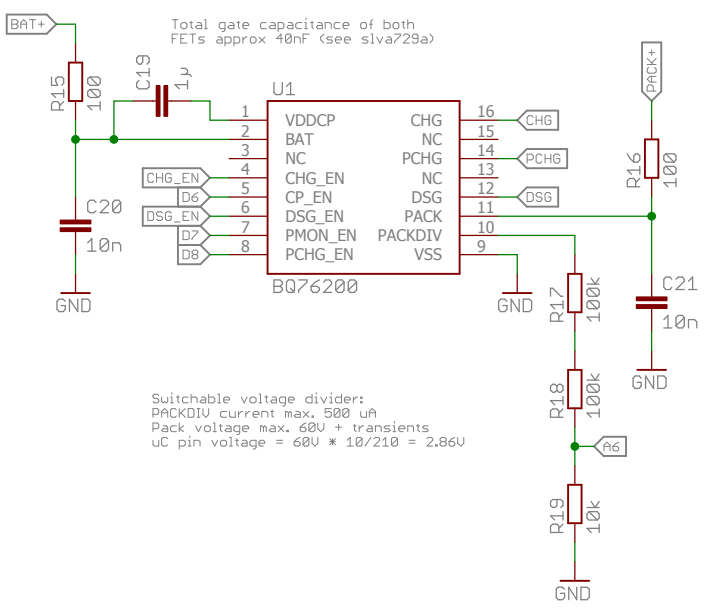 BAT+
Total gate capacitance of both
FETs approx 40nF (see slva729a)
R15
100
C19
1µ
U1
PACK+
R16
100
1
VDDCP
2
BAT
3
NC
4
CHG_EN
5
CP_EN
6
DSG_EN
7
PMON_EN
8
PCHG_EN
CHG
16
CHG
NC
15
PCHG
14
PCHG
NC
13
DSG
12
DSG
PACK
11
PACKDIV
10
VSS
9
CHG_EN
D6
DSG_EN
D7
D8
C20
10n
GND
BQ76200
GND
R17
100k
C21
10n
GND
R18
100k
Switchable voltage divider:
PACKDIV current max. 500 uA
Pack voltage max. 60V + transients
uC pin voltage = 60V * 10/210 = 2.86V
A6
R19
10k
GND